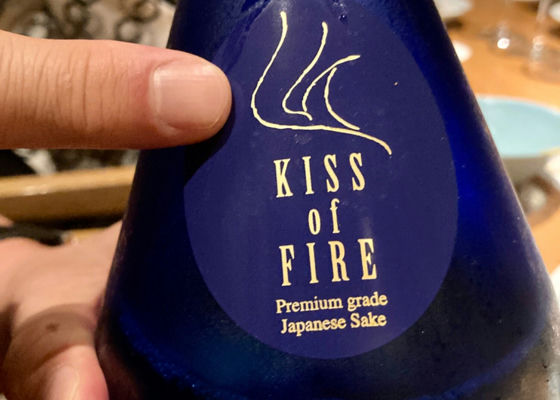 KISS
of
FIRE
Premium grade
Japanese Sake